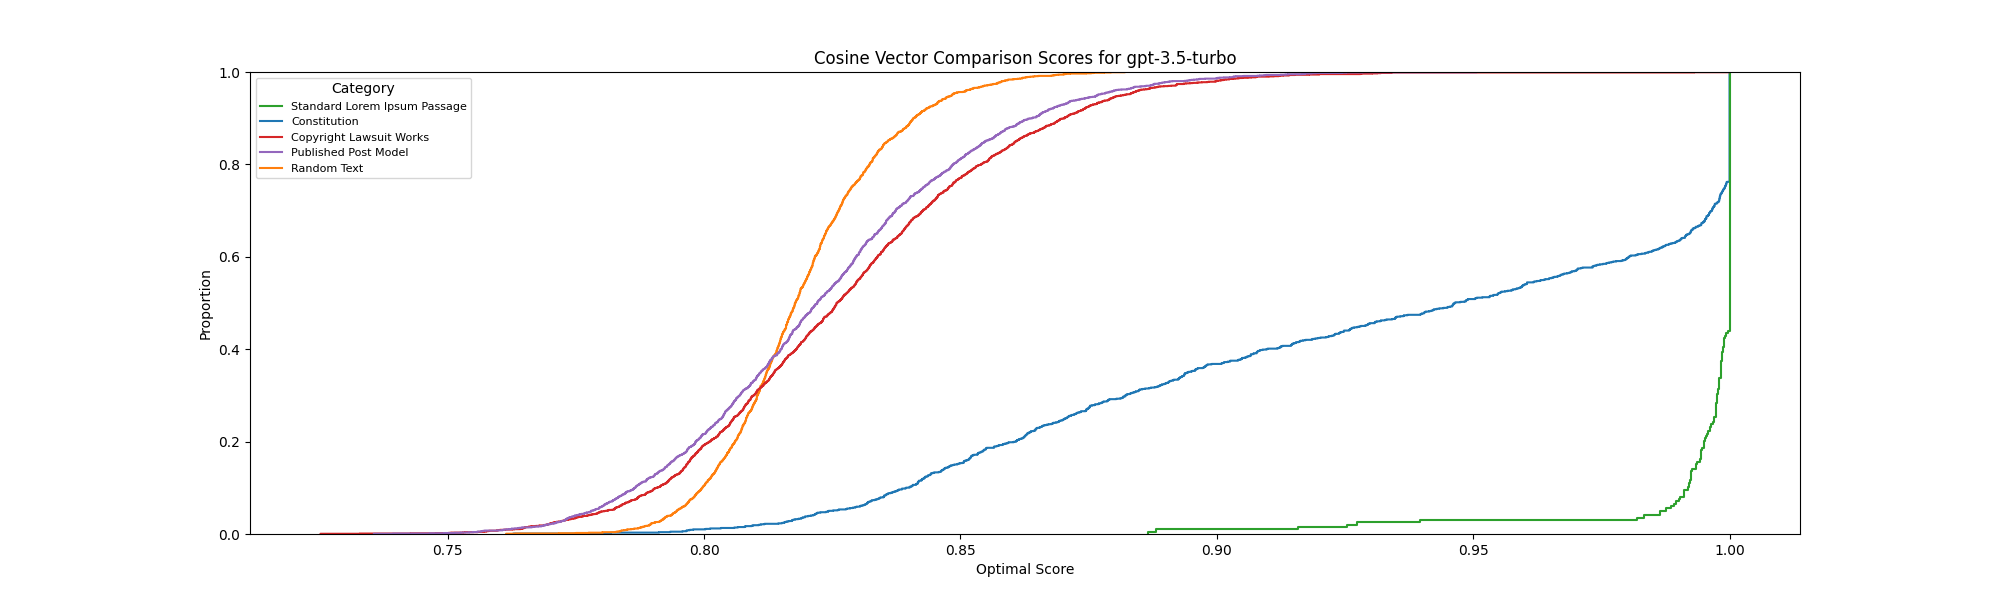 Cosine Vector Comparison Scores for gpt-3.5-turbo
Category
Standard Lorem Ipsum Passage
Constitution
Copyright Lawsuit Works
Published Post Model
Random Text
Proportion
1.0
0.8
0.6
0.4
0.2
0.0
0.75 0.80 0.85 0.90 0.95 1.00
Optimal Score